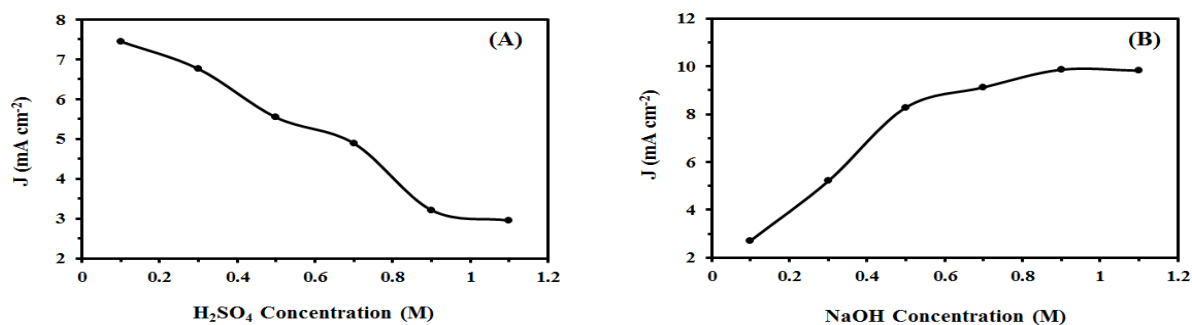 (A)
J (mA cm⁻²)
8
7
6
5
4
3
2
0 0.2 0.4 0.6 0.8 1 1.2
H₂SO₄ Concentration (M)
(B)
J (mA cm⁻²)
12
10
8
6
4
2
0 0.2 0.4 0.6 0.8 1 1.2
NaOH Concentration (M)